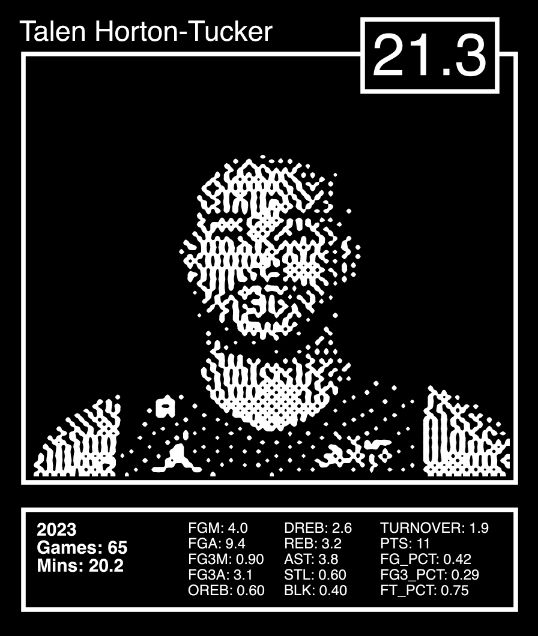 Talen Horton-Tucker
21.3
2023
Games: 65
Mins: 20.2
FGM: 4.0
FGA: 9.4
FG3M: 0.90
FG3A: 3.1
OREB: 0.60
DREB: 2.6
REB: 3.2
AST: 3.8
STL: 0.60
BLK: 0.40
TURNOVER: 1.9
PTS: 11
FG_PCT: 0.42
FG3_PCT: 0.29
FT_PCT: 0.75